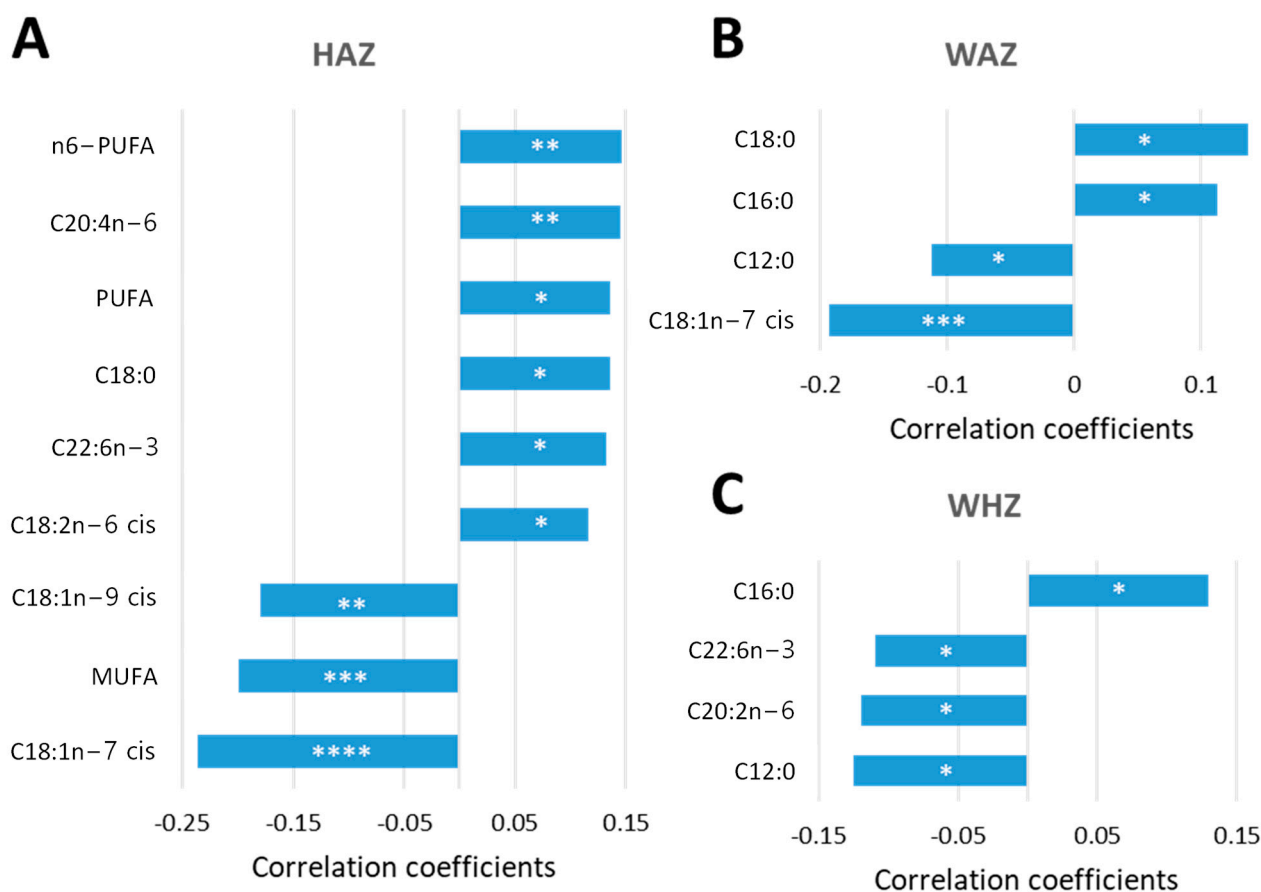 A
HAZ
n6–PUFA
**
C20:4n–6
**
PUFA
*
C18:0
*
C22:6n–3
*
C18:2n–6 cis
*
C18:1n–9 cis
**
MUFA
***
C18:1n–7 cis
****
-0.25 -0.15 -0.05 0.05 0.15
Correlation coefficients
B
WAZ
C18:0
*
C16:0
*
C12:0
*
C18:1n–7 cis
***
-0.2 -0.1 0 0.1
Correlation coefficients
C
WHZ
C16:0
*
C22:6n–3
*
C20:2n–6
*
C12:0
*
-0.15 -0.05 0.05 0.15
Correlation coefficients